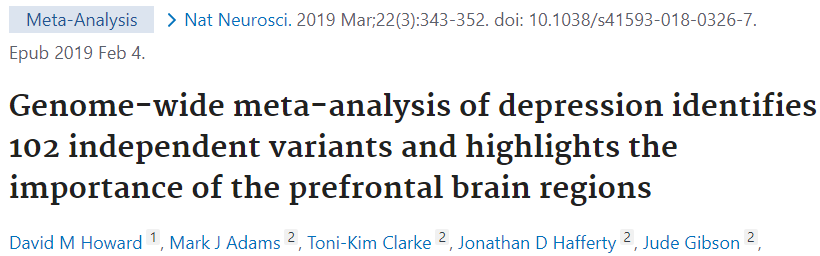 Meta-Analysis > Nat Neurosci. 2019 Mar;22(3):343-352. doi: 10.1038/s41593-018-0326-7.
Epub 2019 Feb 4.
Genome-wide meta-analysis of depression identifies
102 independent variants and highlights the
importance of the prefrontal brain regions
David M Howard 1, Mark J Adams 2, Toni-Kim Clarke 2, Jonathan D Hafferty 2, Jude Gibson 2,